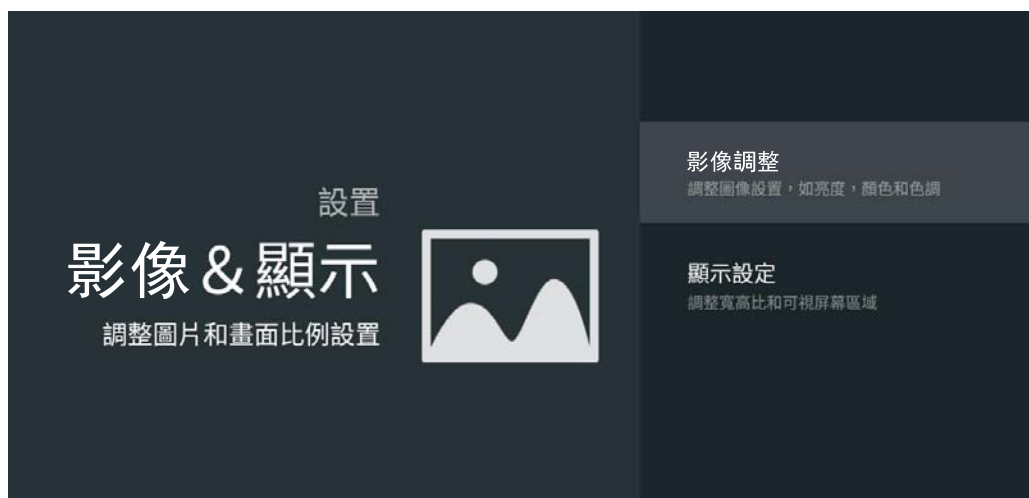 設置
影像&顯示
調整圖片和畫面比例設置
影像調整
調整圖像設置，如亮度，顏色和色調
顯示設定
調整寬高比和可視屏幕區域